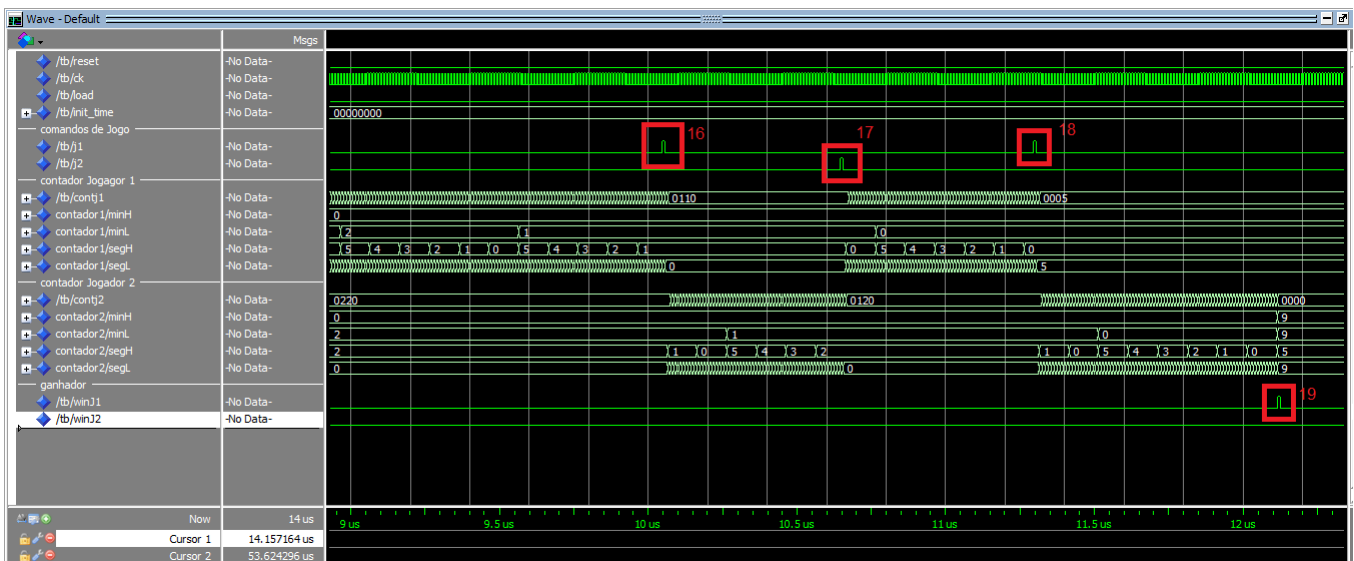 Wave - Default
Msgs
/tb/reset -No Data-
/tb/ck -No Data-
/tb/load -No Data-
/tb/init_time -No Data- 00000000
comandos de Jogo
/tb/j1 -No Data- 16 18
/tb/j2 -No Data- 17
contador Jogagor 1
/tb/contj1 -No Data- 0110 0005
contador1/minH -No Data- 0
contador1/minL -No Data- 2 1 0
contador1/segH -No Data- 5 4 3 2 1 0 5 4 3 2 1 0 5 4 3 2 1 0
contador1/segL -No Data- 0 5
contador Jogador 2
/tb/contj2 -No Data- 0220 0120 0000
contador2/minH -No Data- 0 9
contador2/minL -No Data- 2 1 0 9
contador2/segH -No Data- 2 1 0 5 4 3 2 1 0 5 4 3 2 1 0 5
contador2/segL -No Data- 0 0 9
ganhador
/tb/winJ1 -No Data- 19
/tb/winJ2 -No Data-
Now 14 us 9 us 9.5 us 10 us 10.5 us 11 us 11.5 us 12 us
Cursor 1 14.157164 us
Cursor 2 53.624296 us